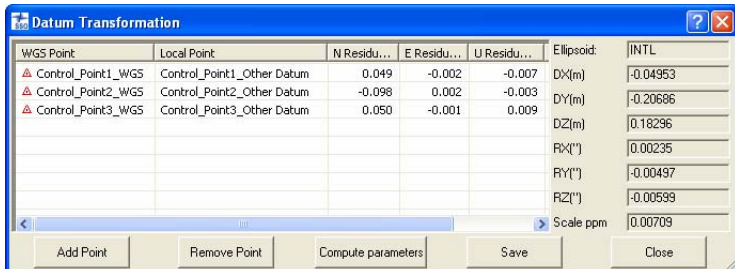 SSO Datum Transformation
WGS Point Local Point N Residu... E Residu... U Residu...
Control_Point1_WGS Control_Point1_Other Datum 0.049 -0.002 -0.007
Control_Point2_WGS Control_Point2_Other Datum -0.098 0.002 -0.003
Control_Point3_WGS Control_Point3_Other Datum 0.050 -0.001 0.009
Ellipsoid: INTL
DX(m) -0.04953
DY(m) -0.20686
DZ(m) 0.18296
RX(") 0.00235
RY(") -0.00497
RZ(") -0.00599
Scale ppm 0.00709
Add Point Remove Point Compute parameters Save Close